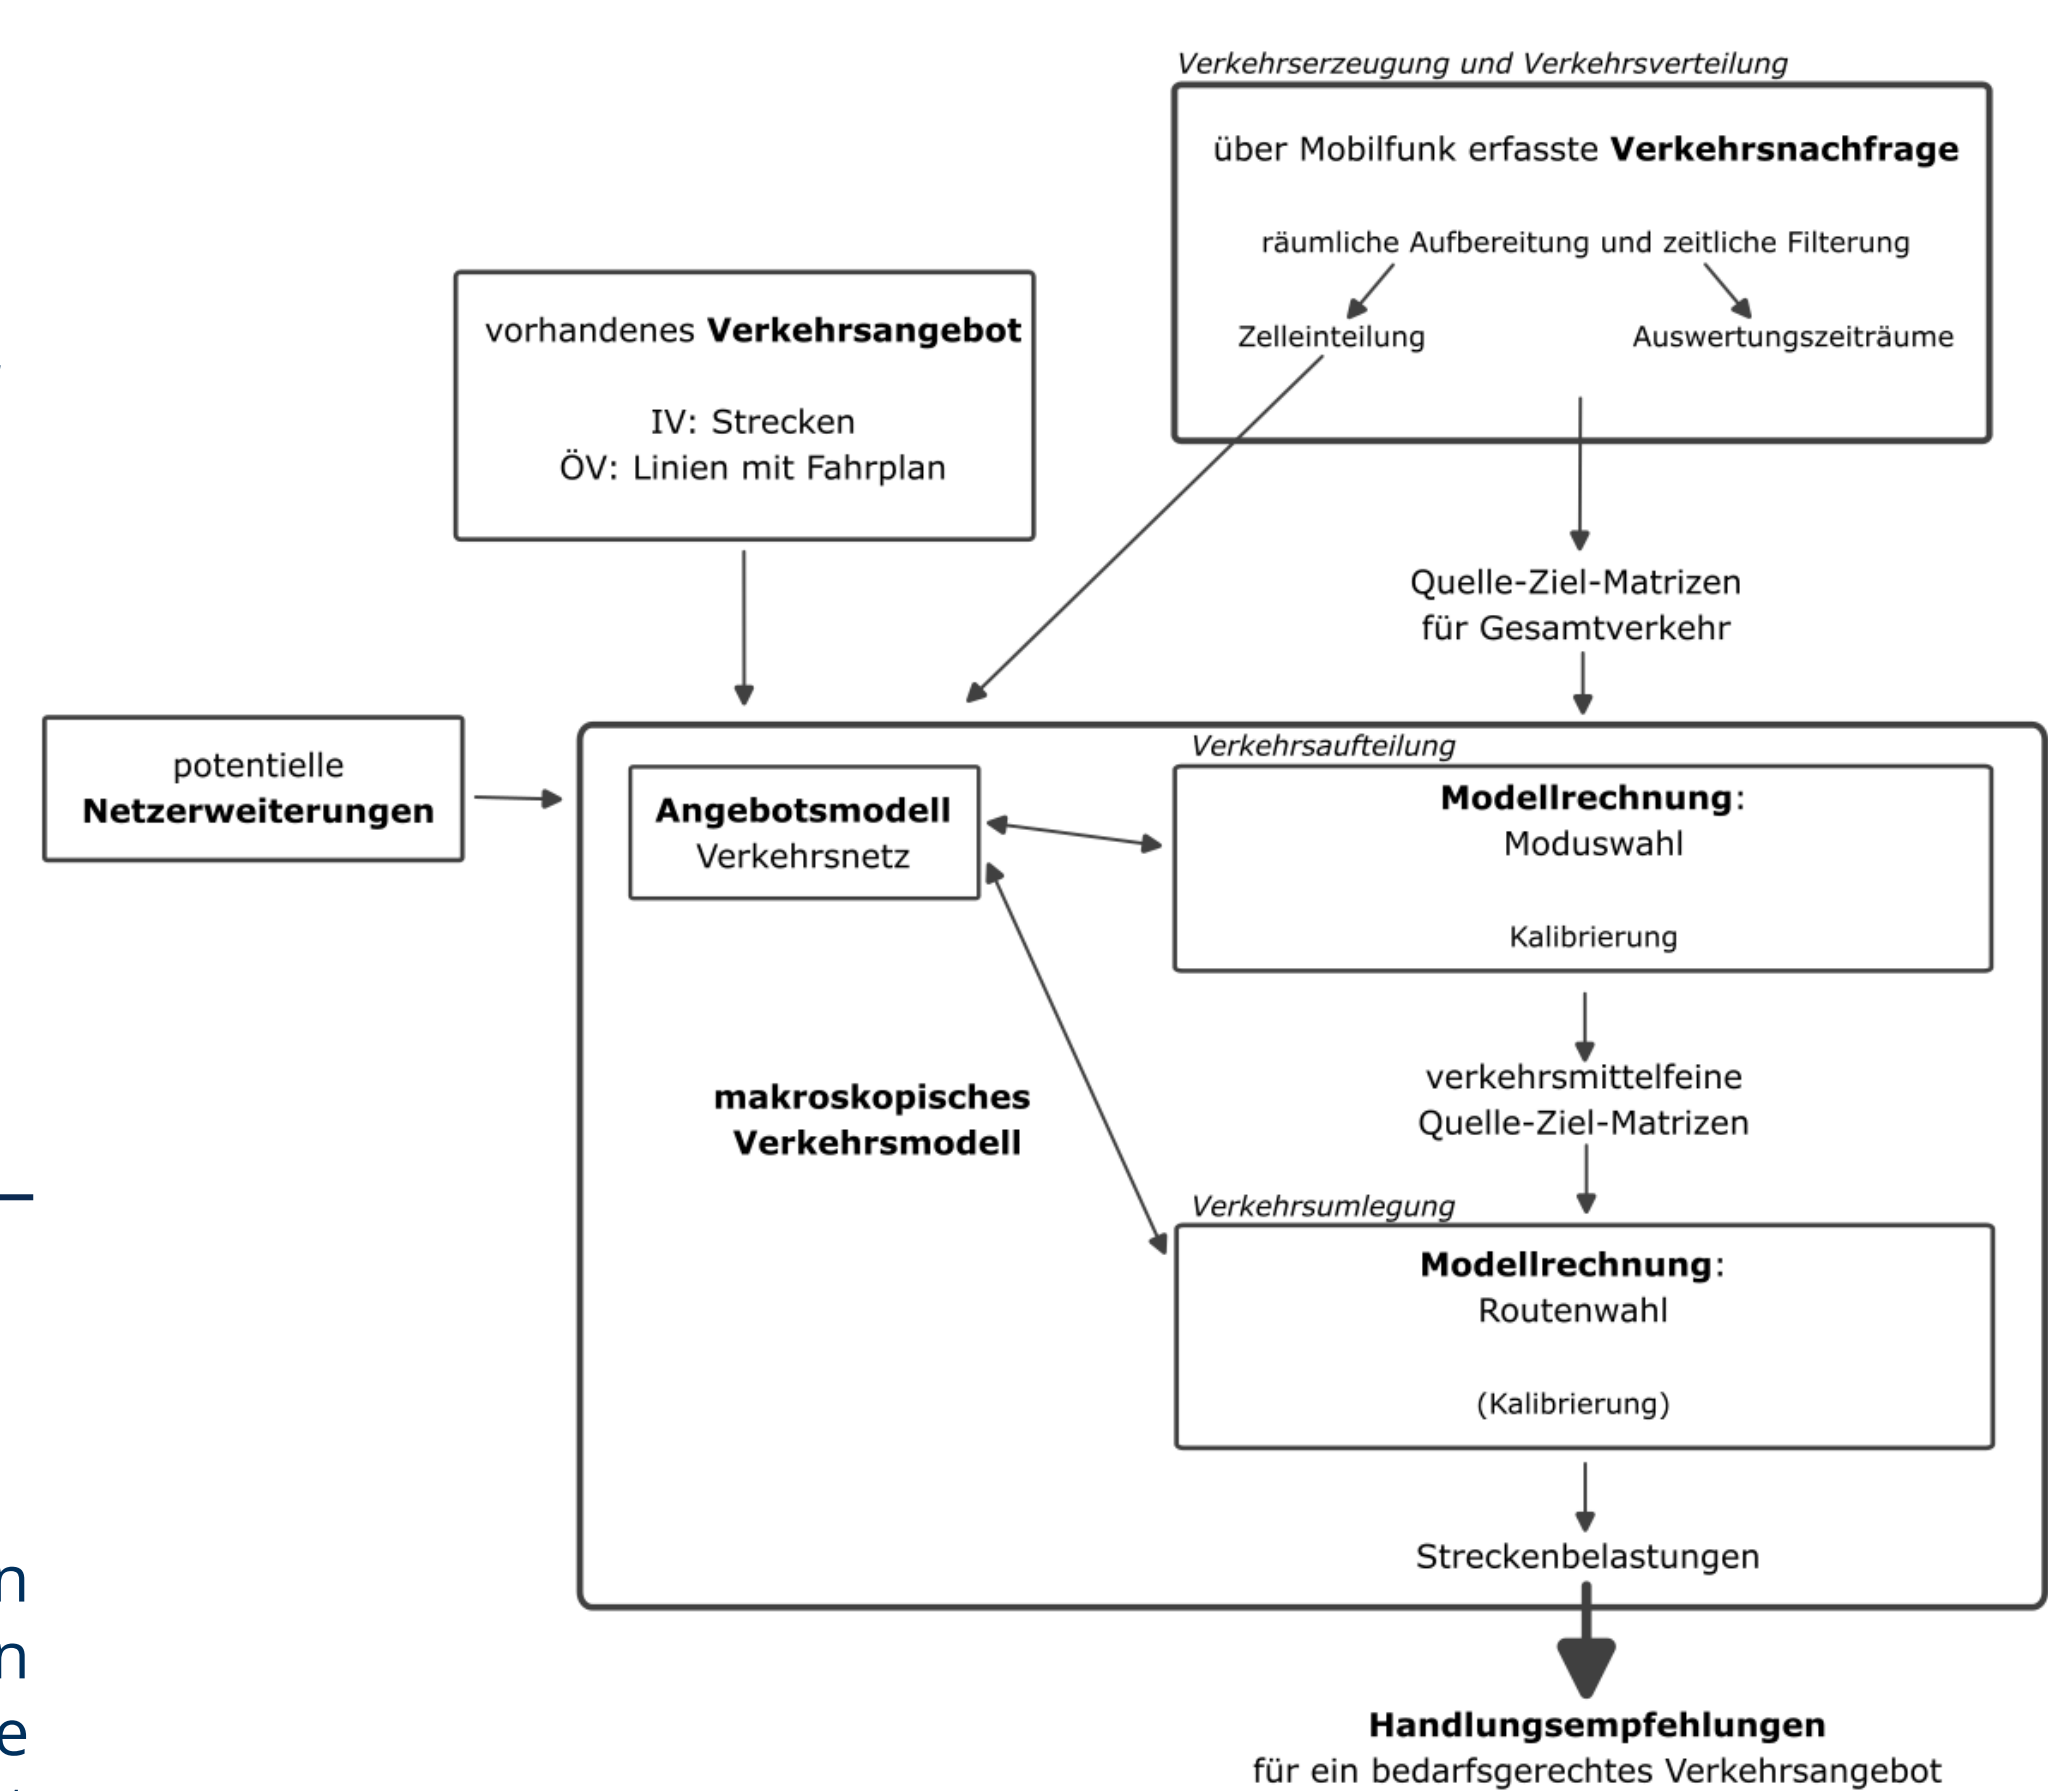 Verkehrserzeugung und Verkehrsverteilung
über Mobilfunk erfasste Verkehrsnachfrage
räumliche Aufbereitung und zeitliche Filterung
Zelleinteilung
Auswertungszeiträume
vorhandenes Verkehrsangebot
IV: Strecken
ÖV: Linien mit Fahrplan
Quelle-Ziel-Matrizen
für Gesamtverkehr
potentielle
Netzerweiterungen
Angebotsmodell
Verkehrsnetz
Verkehrsaufteilung
Modellrechnung:
Moduswahl
Kalibrierung
makroskopisches
Verkehrsmodell
verkehrsmittelfeine
Quelle-Ziel-Matrizen
Verkehrsumlegung
Modellrechnung:
Routenwahl
(Kalibrierung)
Streckenbelastungen
Handlungsempfehlungen
für ein bedarfsgerechtes Verkehrsangebot
n
n
e